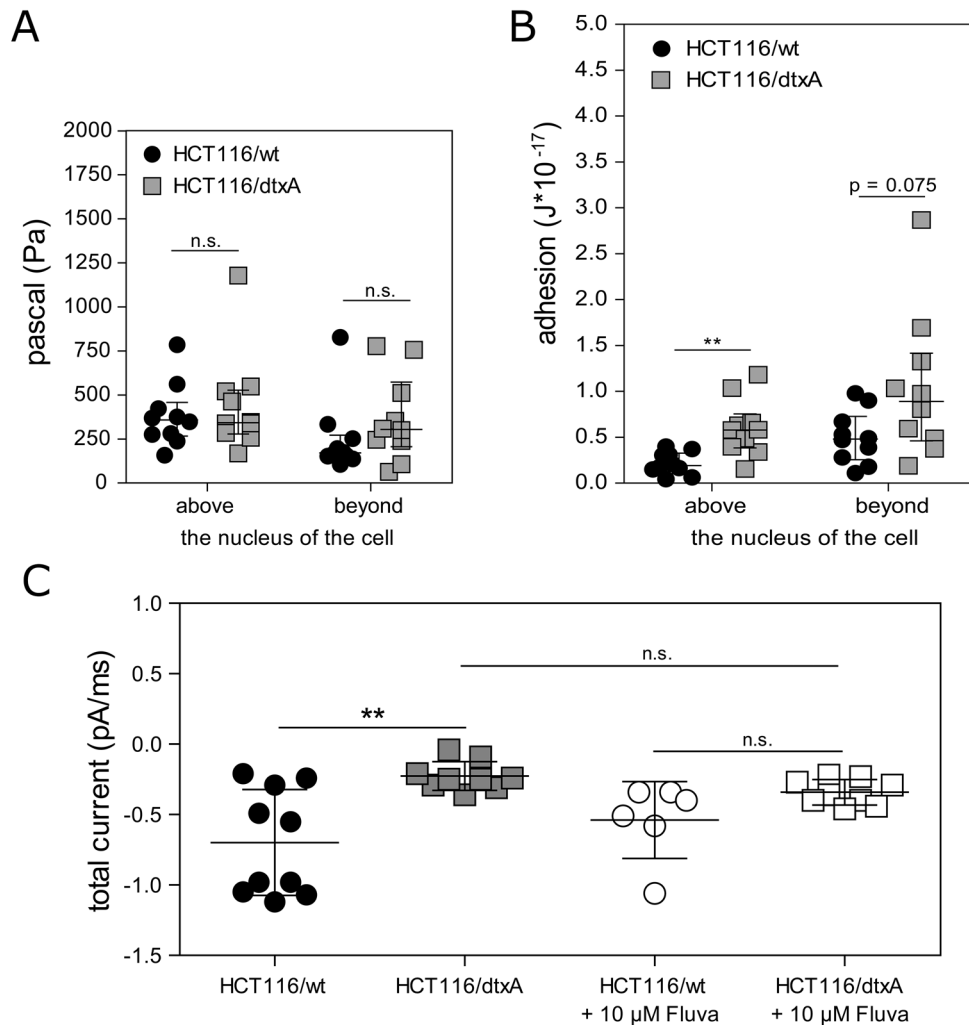 A
HCT116/wt
HCT116/dtxA
2000
1750
1500
1250
1000
750
500
250
0
pascal (Pa)
n.s.
n.s.
above
beyond
the nucleus of the cell
B
HCT116/wt
HCT116/dtxA
5.0
4.5
4.0
3.5
3.0
2.5
2.0
1.5
1.0
0.5
0.0
adhesion (J*10⁻¹⁷)
**
p = 0.075
above
beyond
the nucleus of the cell
C
1.0
0.5
0.0
-0.5
-1.0
-1.5
total current (pA/ms)
**
n.s.
n.s.
HCT116/wt
HCT116/dtxA
HCT116/wt
+ 10 µM Fluva
HCT116/dtxA
+ 10 µM Fluva